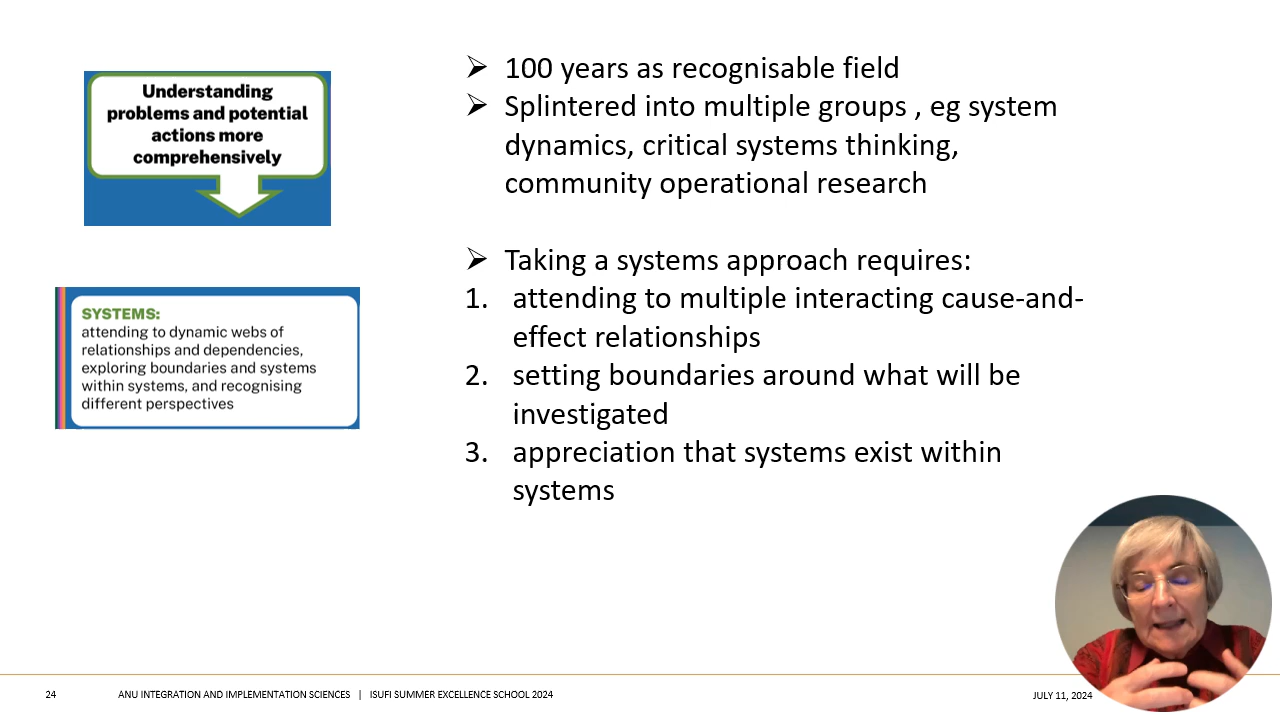 Understanding
problems and potential
actions more
comprehensively
SYSTEMS:
attending to dynamic webs of
relationships and dependencies,
exploring boundaries and systems
within systems, and recognising
different perspectives
➢ 100 years as recognisable field
➢ Splintered into multiple groups , eg system
dynamics, critical systems thinking,
community operational research
➢ Taking a systems approach requires:
1. attending to multiple interacting cause-and-
effect relationships
2. setting boundaries around what will be
investigated
3. appreciation that systems exist within
systems
24 ANU INTEGRATION AND IMPLEMENTATION SCIENCES | ISUFI SUMMER EXCELLENCE SCHOOL 2024 JULY 11, 2024